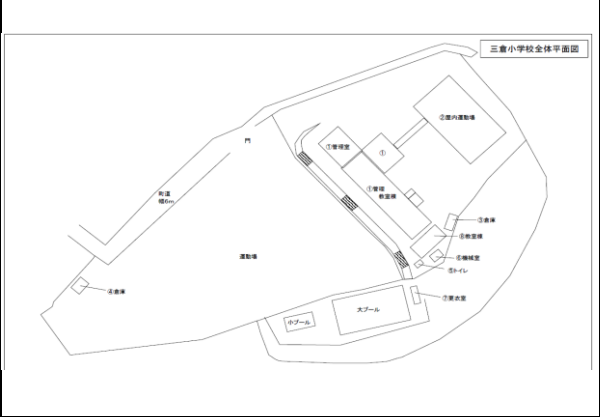 三倉小学校全体平面図
②屋内運動場
門
①管理室
①
①管理
教室棟
町道
幅6m
③倉庫
⑧教室棟
⑥機械室
⑤トイレ
運動場
④倉庫
⑦更衣室
大プール
小プール